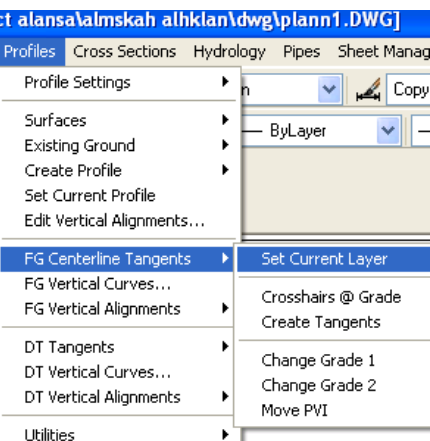 ct alansa\almskah alhklan\dwg\plann1.DWG]
Profiles Cross Sections Hydrology Pipes Sheet Manag
Profile Settings
n
Copy
Surfaces
ByLayer
Existing Ground
Create Profile
Set Current Profile
Edit Vertical Alignments...
FG Centerline Tangents
Set Current Layer
FG Vertical Curves...
Crosshairs @ Grade
FG Vertical Alignments
Create Tangents
DT Tangents
Change Grade 1
DT Vertical Curves...
Change Grade 2
DT Vertical Alignments
Move PVI
Utilities